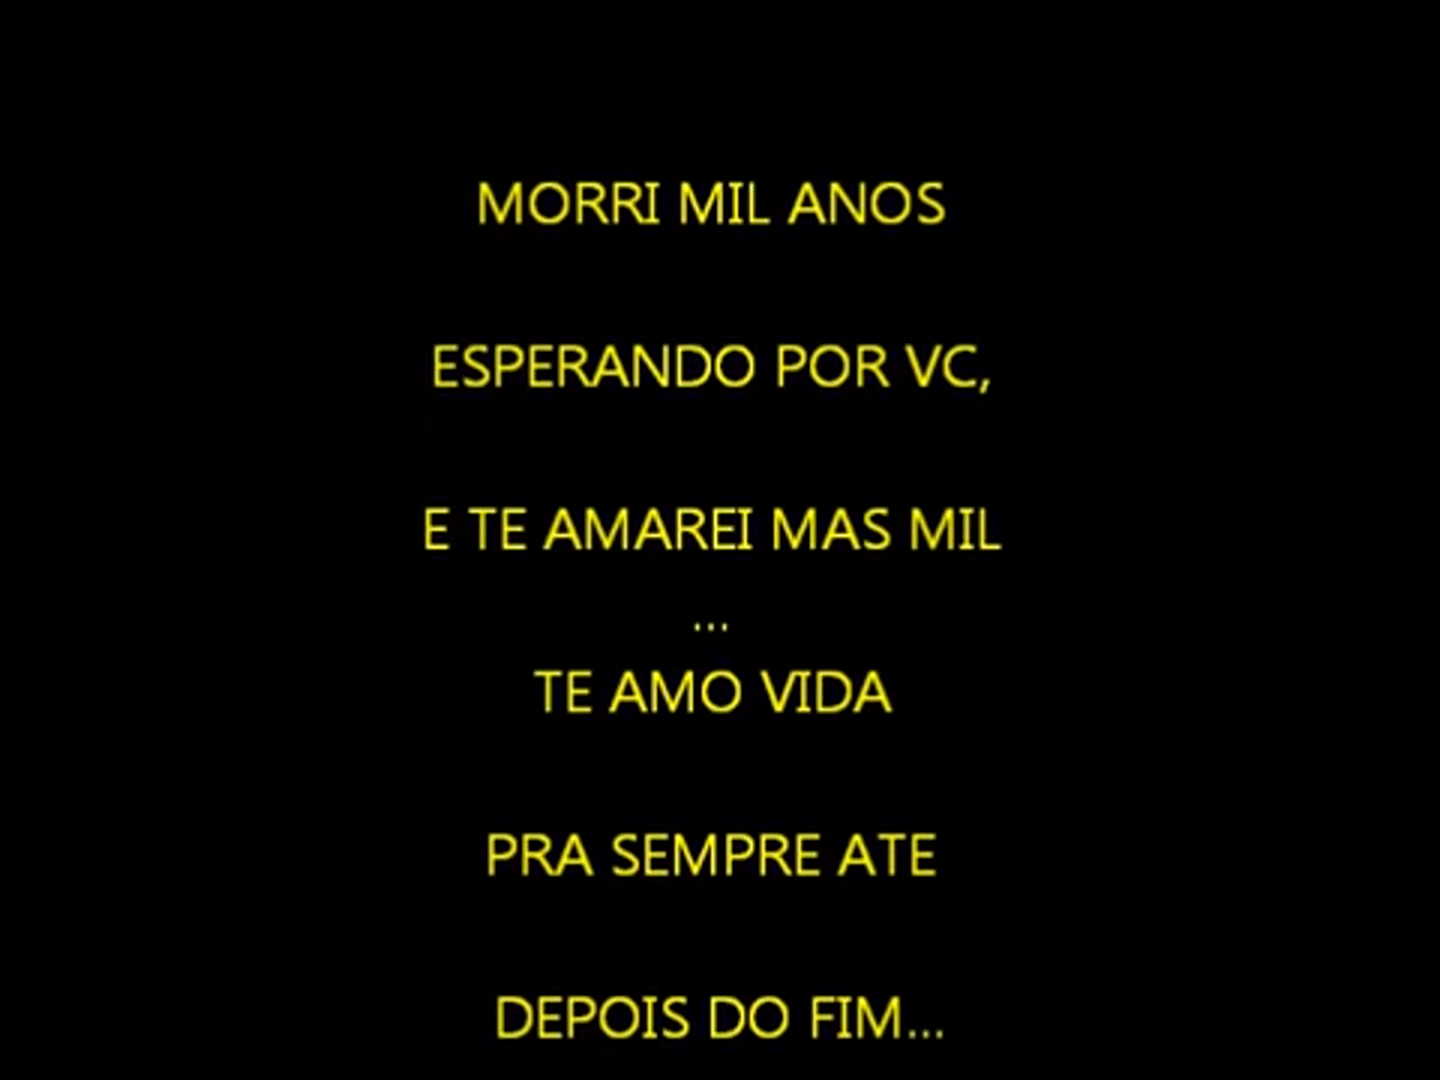 MORRI MIL ANOS
ESPERANDO POR VC,
E TE AMAREI MAS MIL
...
TE AMO VIDA
PRA SEMPRE ATE
DEPOIS DO FIM...